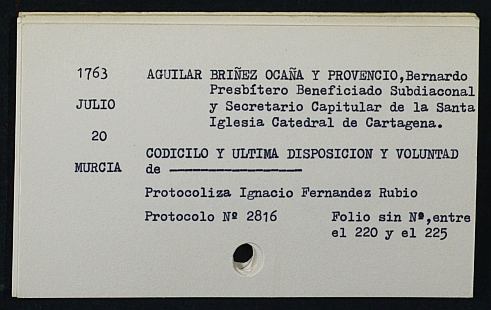 1763 AGUILAR BRIÑEZ OCAÑA Y PROVENCIO,Bernardo
Presbítero Beneficiado Subdiaconal
JULIO y Secretario Capitular de la Santa
Iglesia Catedral de Cartagena.
20
CODICILO Y ULTIMA DISPOSICION Y VOLUNTAD
MURCIA de -----------------
Protocoliza Ignacio Fernandez Rubio
Protocolo Nº 2816 Folio sin Nº,entre
el 220 y el 225